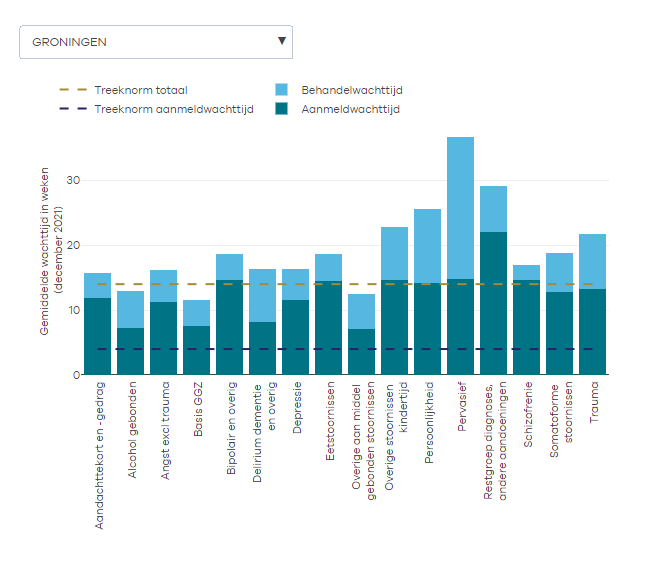 GRONINGEN
Treeknorm totaal
Behandelwachttijd
Treeknorm aanmeldwachttijd
Aanmeldwachttijd
Gemiddelde wachttijd in weken
(december 2021)
30
20
10
0
Aandachttekort en -gedrag
Alcohol gebonden
Angst excl trauma
Basis GGZ
Bipolair en overig
Delirium dementie
en overig
Depressie
Eetstoornissen
Overige aan middel
gebonden stoornissen
Overige stoornissen
kindertijd
Persoonlijkheid
Pervasief
Restgroep diagnoses,
andere aandoeningen
Schizofrenie
Somatoforme
stoornissen
Trauma